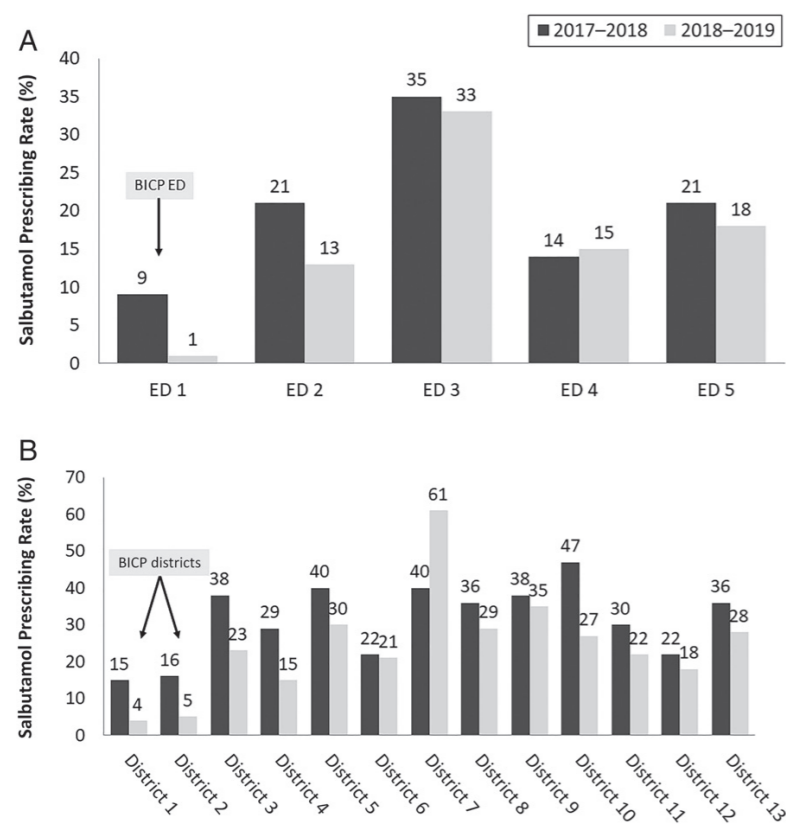 A
2017–2018 2018–2019
Salbutamol Prescribing Rate (%)
40
35
30
25
20
15
10
5
0
BICP ED
9 1
21 13
35 33
14 15
21 18
ED 1 ED 2 ED 3 ED 4 ED 5
B
Salbutamol Prescribing Rate (%)
70
60
50
40
30
20
10
0
BICP districts
15 4
16 5
38 23
29 15
40 30
22 21
40 61
36 29
38 35
47 27
30 22
22 18
36 28
District 1
District 2
District 3
District 4
District 5
District 6
District 7
District 8
District 9
District 10
District 11
District 12
District 13